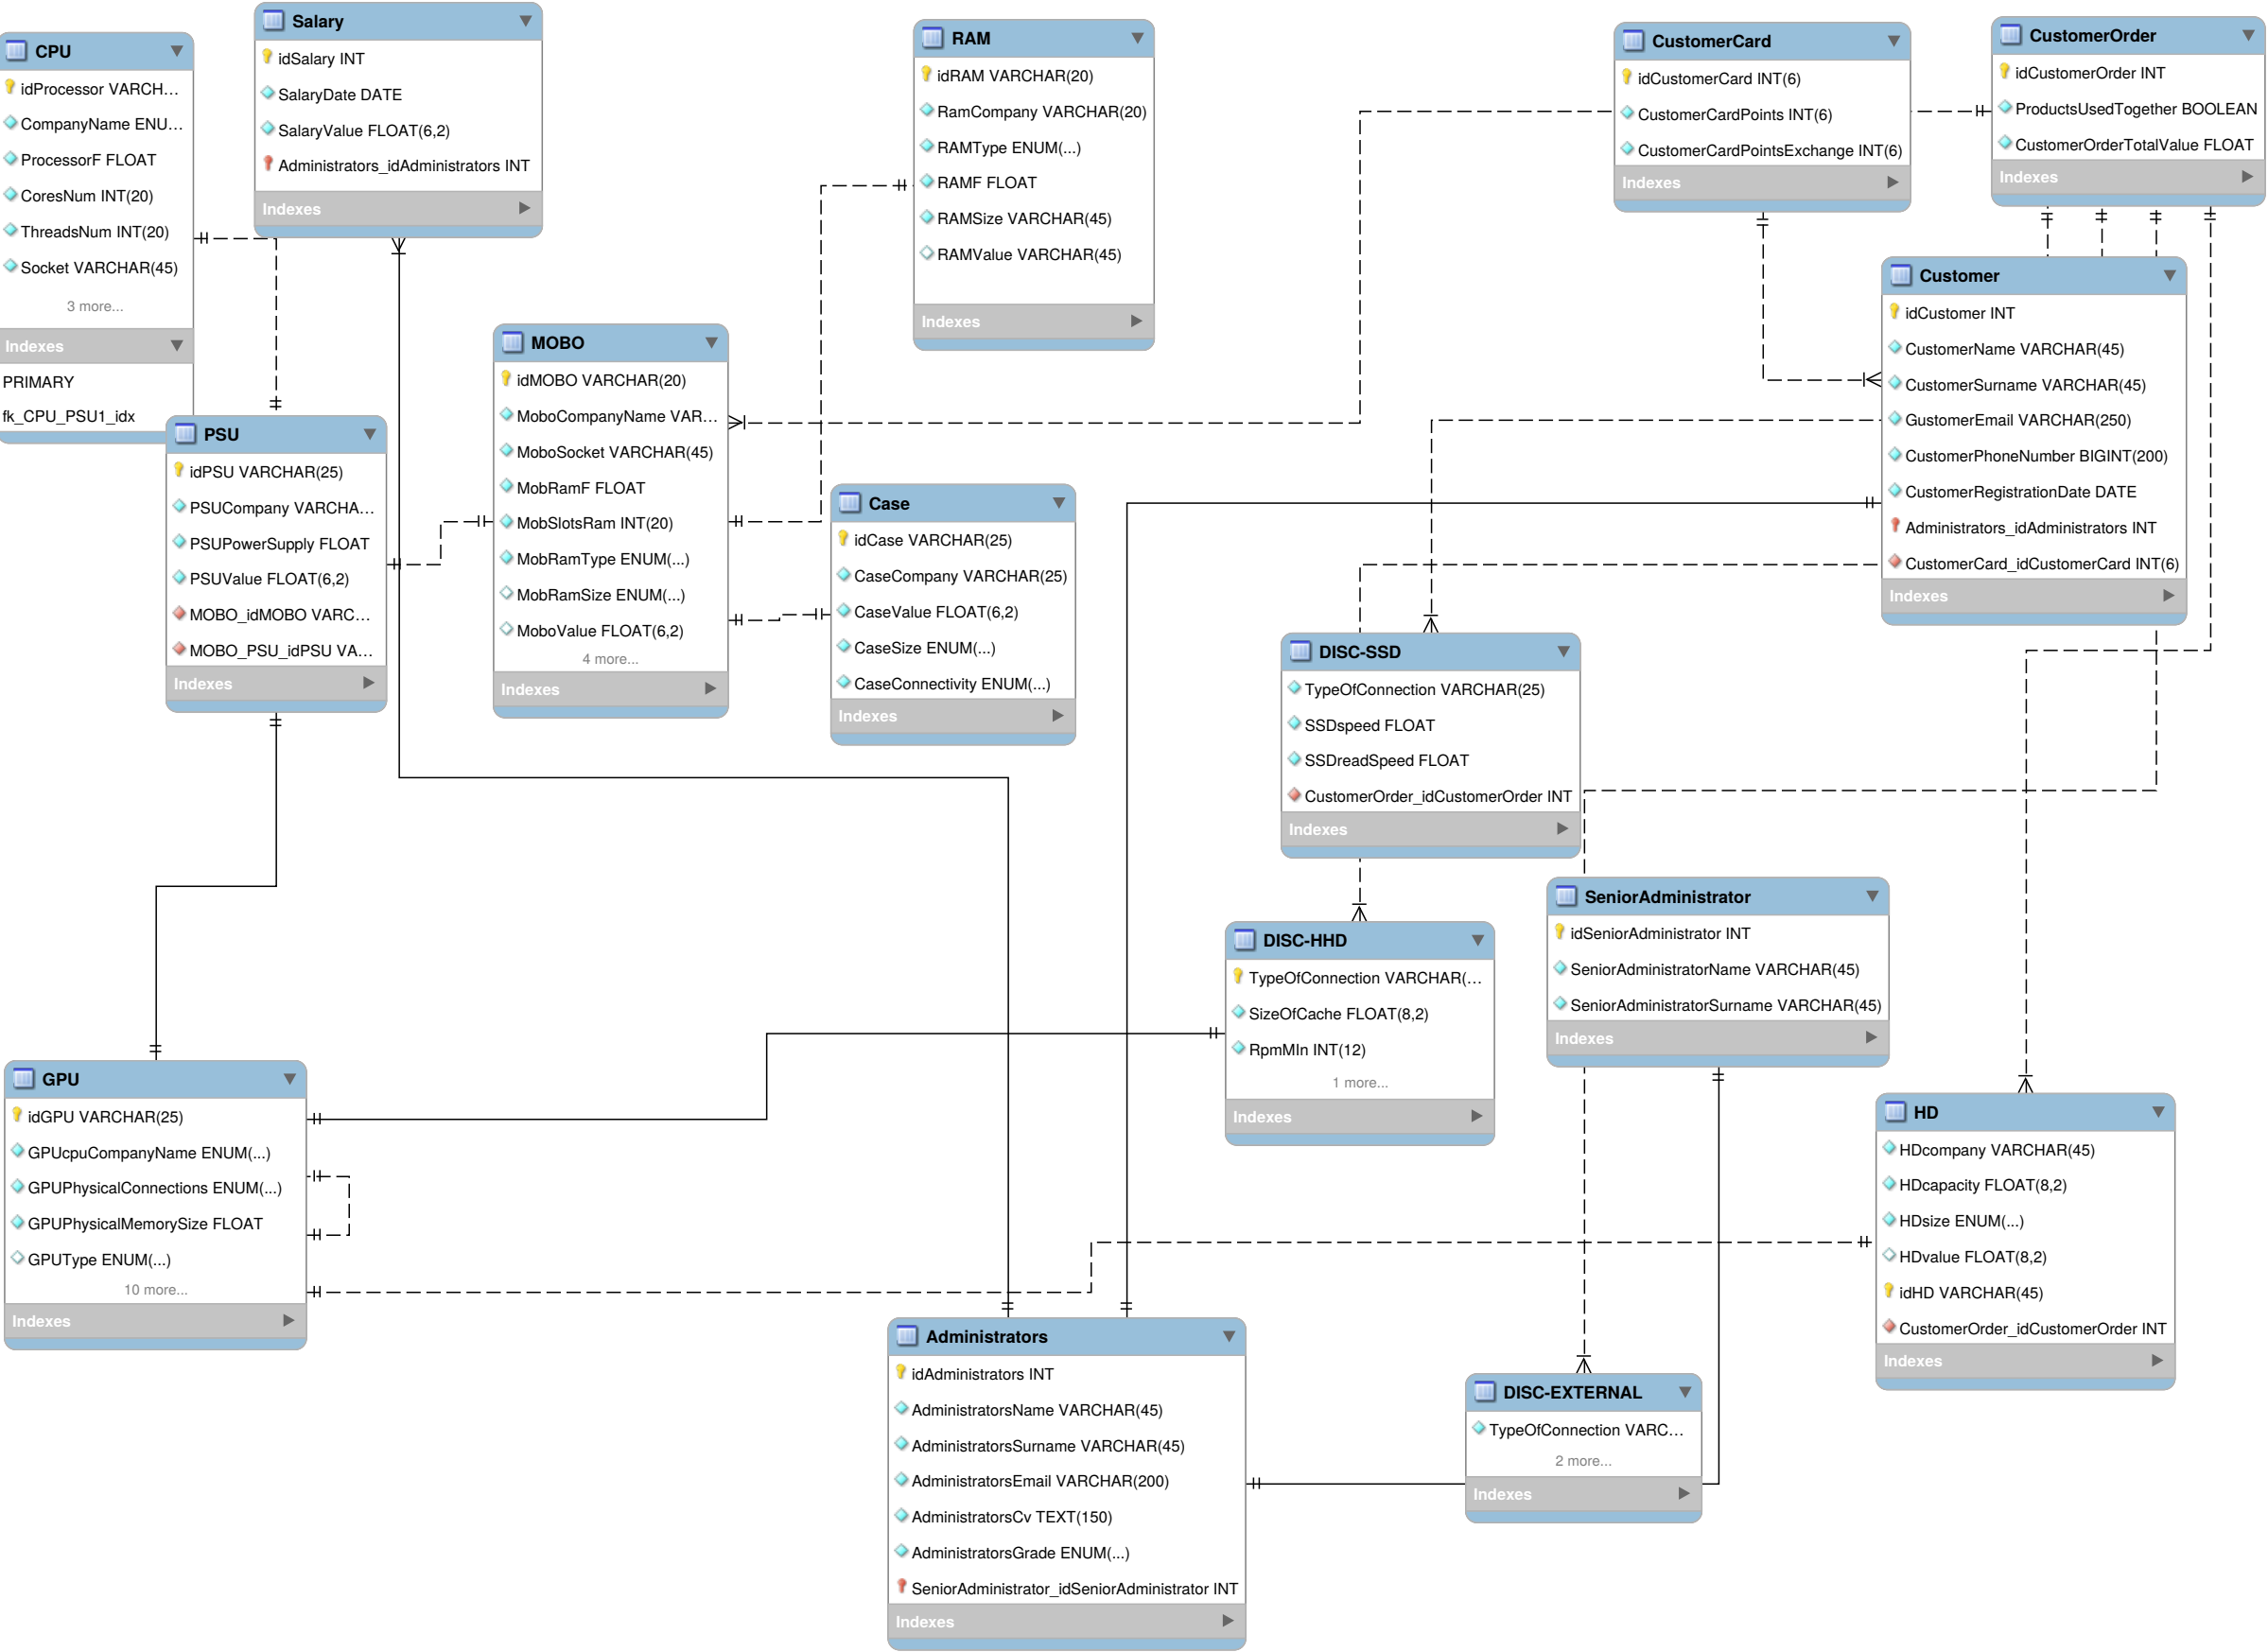 CPU
idProcessor VARCH...
CompanyName ENU...
ProcessorF FLOAT
CoresNum INT(20)
ThreadsNum INT(20)
Socket VARCHAR(45)
3 more...
Indexes
PRIMARY
fk_CPU_PSU1_idx
Salary
idSalary INT
SalaryDate DATE
SalaryValue FLOAT(6,2)
Administrators_idAdministrators INT
Indexes
RAM
idRAM VARCHAR(20)
RamCompany VARCHAR(20)
RAMType ENUM(...)
RAMF FLOAT
RAMSize VARCHAR(45)
RAMValue VARCHAR(45)
Indexes
CustomerCard
idCustomerCard INT(6)
CustomerCardPoints INT(6)
CustomerCardPointsExchange INT(6)
Indexes
CustomerOrder
idCustomerOrder INT
ProductsUsedTogether BOOLEAN
CustomerOrderTotalValue FLOAT
Indexes
Customer
idCustomer INT
CustomerName VARCHAR(45)
CustomerSurname VARCHAR(45)
GustomerEmail VARCHAR(250)
CustomerPhoneNumber BIGINT(200)
CustomerRegistrationDate DATE
Administrators_idAdministrators INT
CustomerCard_idCustomerCard INT(6)
Indexes
MOBO
idMOBO VARCHAR(20)
MoboCompanyName VAR...
MoboSocket VARCHAR(45)
MobRamF FLOAT
MobSlotsRam INT(20)
MobRamType ENUM(...)
MobRamSize ENUM(...)
MoboValue FLOAT(6,2)
4 more...
Indexes
PSU
idPSU VARCHAR(25)
PSUCompany VARCHA...
PSUPowerSupply FLOAT
PSUValue FLOAT(6,2)
MOBO_idMOBO VARC...
MOBO_PSU_idPSU VA...
Indexes
Case
idCase VARCHAR(25)
CaseCompany VARCHAR(25)
CaseValue FLOAT(6,2)
CaseSize ENUM(...)
CaseConnectivity ENUM(...)
Indexes
DISC-SSD
TypeOfConnection VARCHAR(25)
SSDspeed FLOAT
SSDreadSpeed FLOAT
CustomerOrder_idCustomerOrder INT
Indexes
SeniorAdministrator
idSeniorAdministrator INT
SeniorAdministratorName VARCHAR(45)
SeniorAdministratorSurname VARCHAR(45)
Indexes
DISC-HHD
TypeOfConnection VARCHAR(...
SizeOfCache FLOAT(8,2)
RpmMIn INT(12)
1 more...
Indexes
GPU
idGPU VARCHAR(25)
GPUcpuCompanyName ENUM(...)
GPUPhysicalConnections ENUM(...)
GPUPhysicalMemorySize FLOAT
GPUType ENUM(...)
10 more...
Indexes
HD
HDcompany VARCHAR(45)
HDcapacity FLOAT(8,2)
HDsize ENUM(...)
HDvalue FLOAT(8,2)
idHD VARCHAR(45)
CustomerOrder_idCustomerOrder INT
Indexes
Administrators
idAdministrators INT
AdministratorsName VARCHAR(45)
AdministratorsSurname VARCHAR(45)
AdministratorsEmail VARCHAR(200)
AdministratorsCv TEXT(150)
AdministratorsGrade ENUM(...)
SeniorAdministrator_idSeniorAdministrator INT
Indexes
DISC-EXTERNAL
TypeOfConnection VARC...
2 more...
Indexes